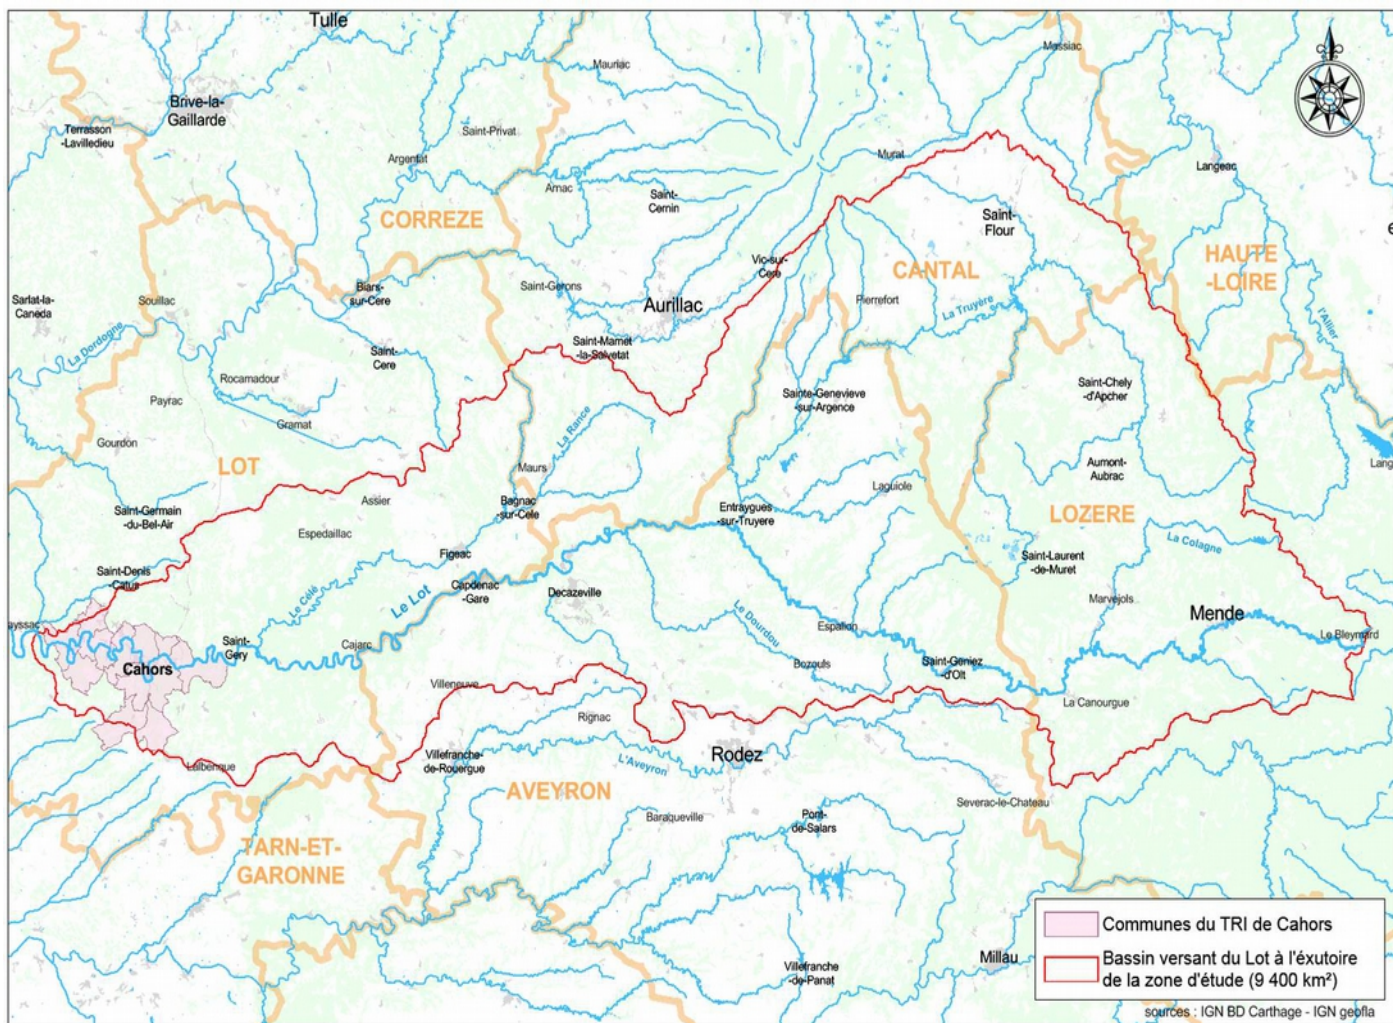 Tulle
Massiac
Mauriac
Brive-la-
Gaillarde
Terrasson
-Lavilledieu
Saint-Privat
Argentat
Murat
Langeac
Arnac
Saint-
Cernin
CORREZE
Saint-
Flour
HAUTE
-LOIRE
Vic-sur-
Cere
CANTAL
Biars-
sur-Cere
Saint-Gerons
Pierrefort
Sarlat-la-
Caneda
Souillac
Aurillac
La Truyère
l'Allier
La Dordogne
Saint-
Cere
Saint-Mamet
-la-Salvetat
Rocamadour
Payrac
Sainte-Genevieve
-sur-Argence
Saint-Chely
-d'Apcher
Gramat
La Rance
Gourdon
LOT
Maurs
Aumont-
Aubrac
Lang
Assier
Bagnac
-sur-Cele
Laguiole
Saint-Germain
-du-Bel-Air
Entraygues
-sur-Truyere
LOZERE
Espedaillac
La Colagne
Figeac
Saint-Laurent
-de-Muret
Saint-Denis
-Catus
Capdenac
-Gare
Decazeville
Le Célé
Le Lot
Marvejols
Mende
Le Dourdou
ayssac
Espalion
Le Bleymard
Saint-
Gery
Cajarc
Cahors
Bozouls
Saint-Geniez
-d'Olt
Villeneuve
La Canourgue
Rignac
Villefranche-
de-Rouergue
Rodez
Lalbenque
L'Aveyron
AVEYRON
Severac-le-Chateau
Baraqueville
Pont-
de-Salars
TARN-ET-
GARONNE
Millau
Villefranche
-de-Panat
Communes du TRI de Cahors
Bassin versant du Lot à l'éxutoire
de la zone d'étude (9 400 km²)
sources : IGN BD Carthage - IGN geofla